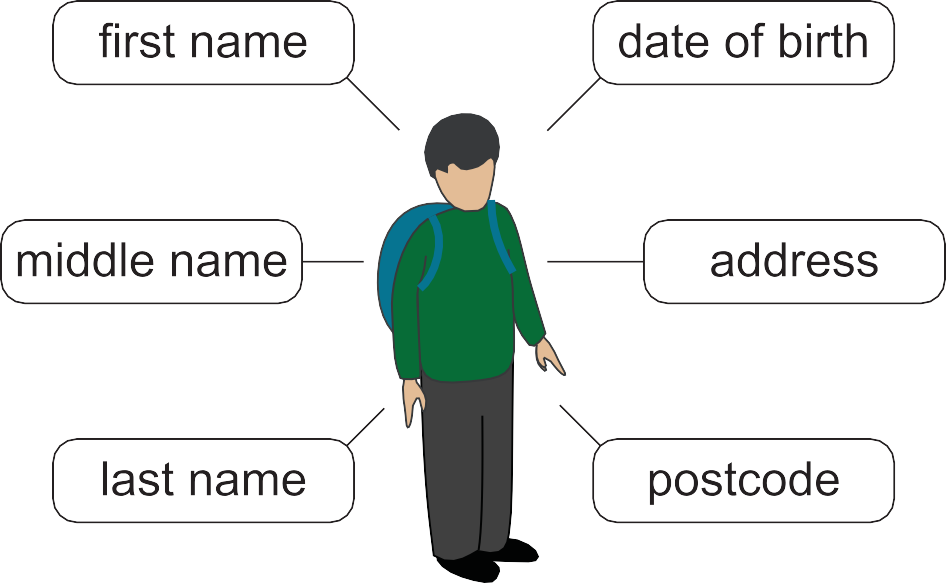 first name
date of birth
middle name
address
last name
postcode